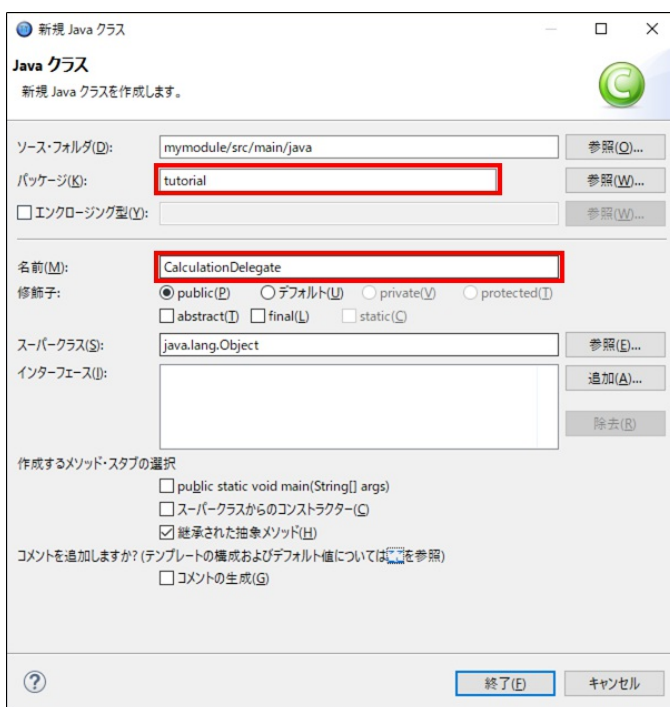 新規 Java クラス
Java クラス
新規 Java クラスを作成します。
ソース・フォルダ(D): mymodule/src/main/java 参照(O)...
パッケージ(K): tutorial 参照(W)...
エンクロージング型(Y): 参照(W)...
名前(M): CalculationDelegate
修飾子: public(P) デフォルト(U) private(V) protected(T)
abstract(T) final(L) static(C)
スーパークラス(S): java.lang.Object 参照(E)...
インターフェース(I): 追加(A)...
除去(R)
作成するメソッド・スタブの選択
public static void main(String[] args)
スーパークラスからのコンストラクター(C)
継承された抽象メソッド(H)
コメントを追加しますか? (テンプレートの構成およびデフォルト値についてはここを参照)
コメントの生成(G)
終了(F) キャンセル